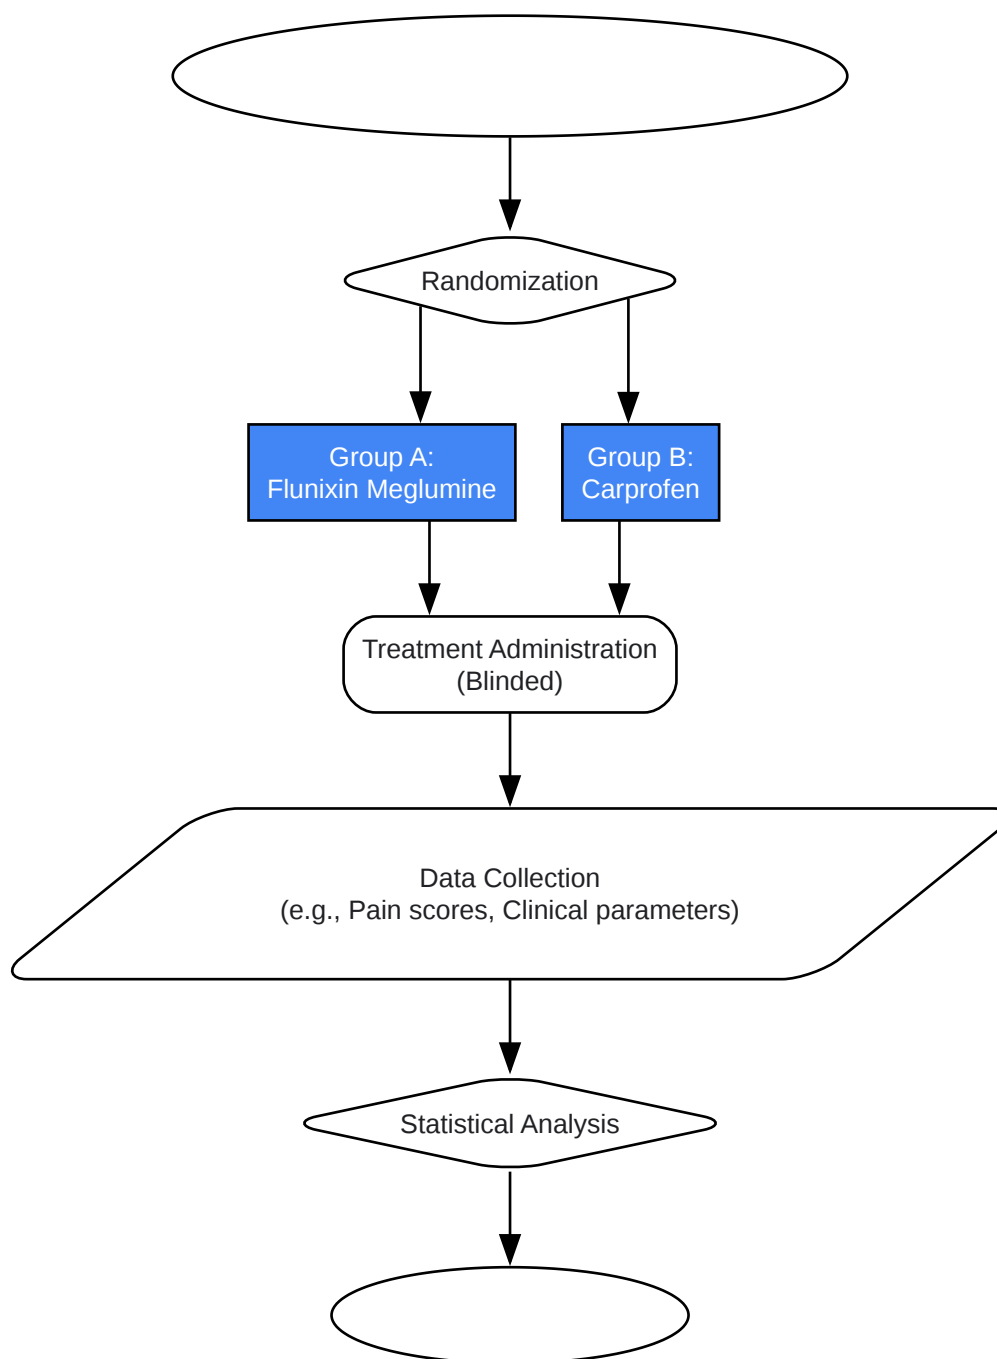 Randomization
Group A:
Flunixin Meglumine
Group B:
Carprofen
Treatment Administration
(Blinded)
Data Collection
(e.g., Pain scores, Clinical parameters)
Statistical Analysis